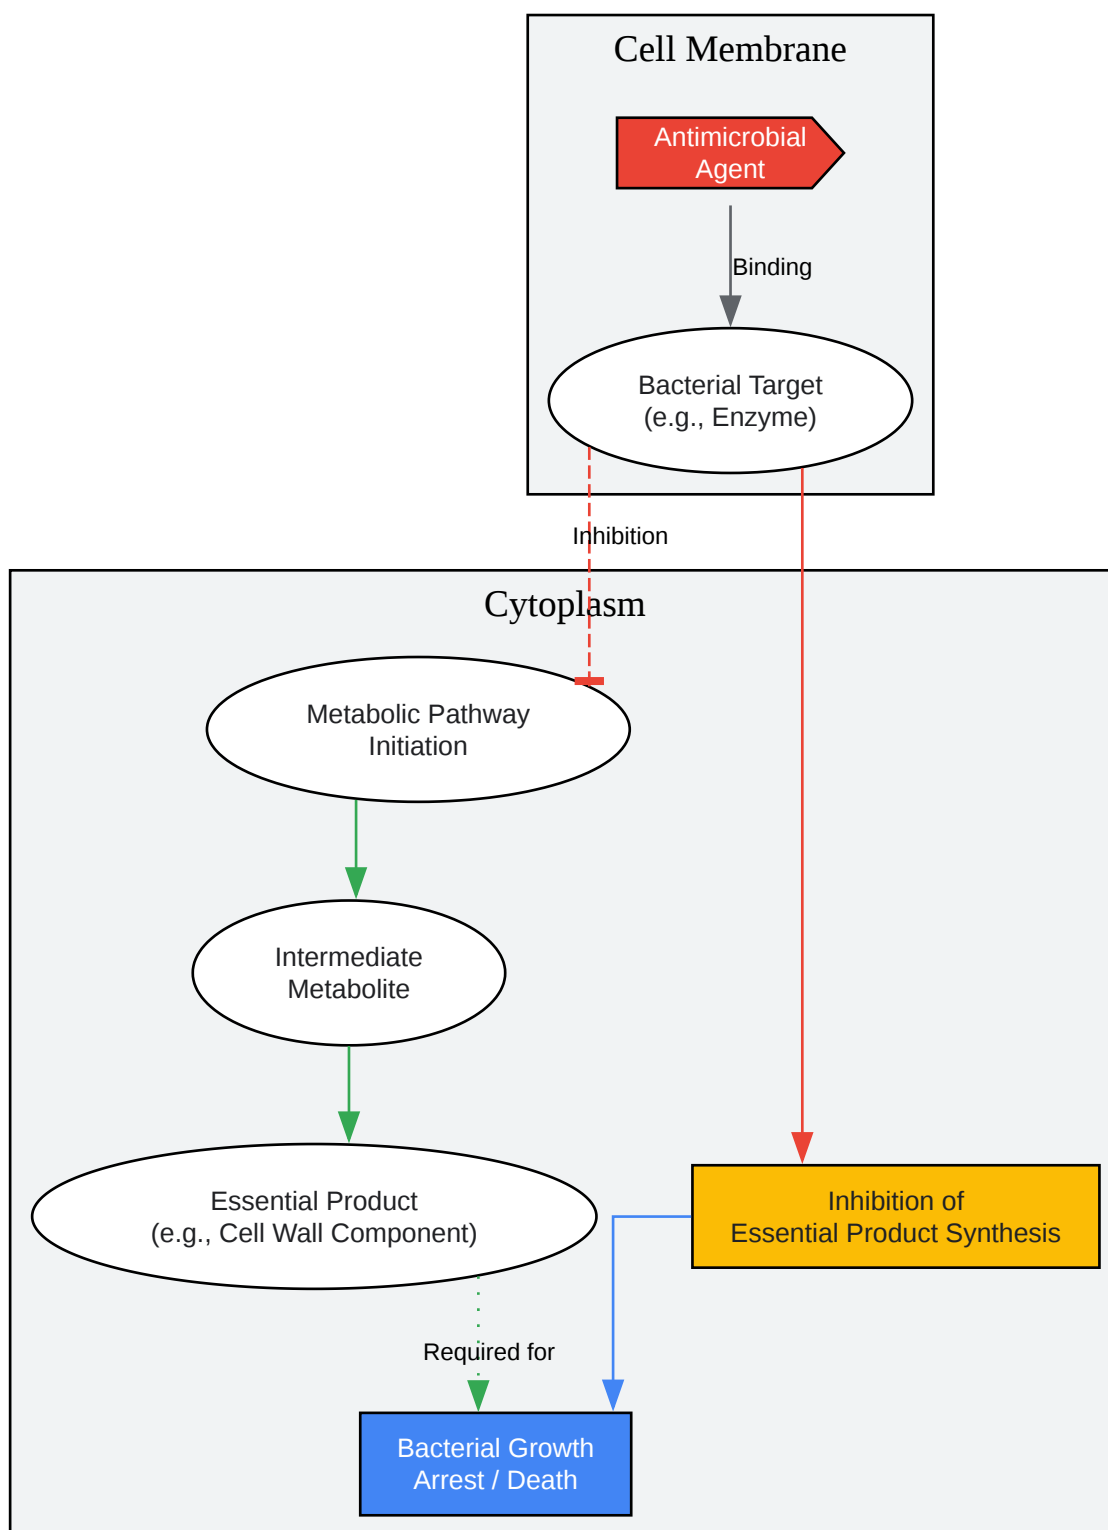 Cell Membrane
Antimicrobial
Agent
Binding
Bacterial Target
(e.g., Enzyme)
Inhibition
Cytoplasm
Metabolic Pathway
Initiation
Intermediate
Metabolite
Essential Product
(e.g., Cell Wall Component)
Inhibition of
Essential Product Synthesis
Required for
Bacterial Growth
Arrest / Death